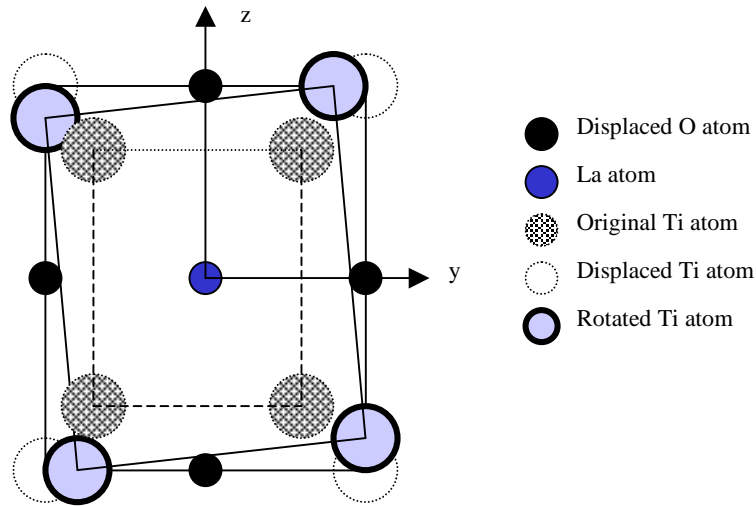 z
y
Displaced O atom
La atom
Original Ti atom
Displaced Ti atom
Rotated Ti atom